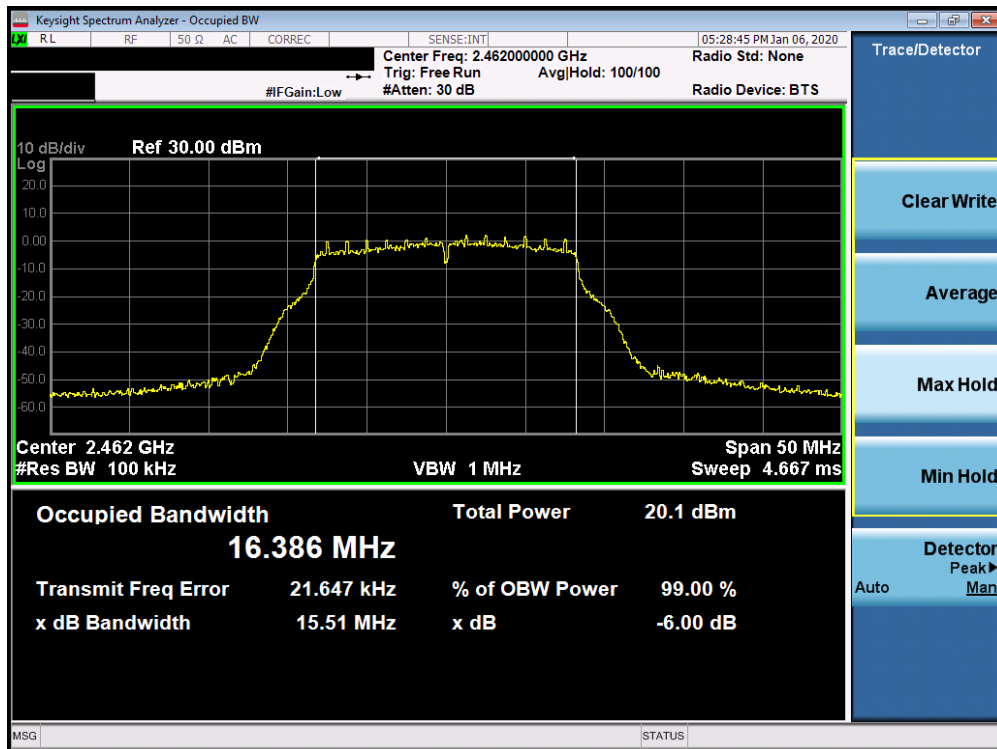 Keysight Spectrum Analyzer - Occupied BW
LXI RL RF 50 Ω AC CORREC SENSE:INT 05:28:45 PM Jan 06, 2020
Center Freq: 2.462000000 GHz Radio Std: None
Trig: Free Run Avg|Hold: 100/100
#IFGain:Low #Atten: 30 dB Radio Device: BTS
10 dB/div Ref 30.00 dBm
Log
20.0
10.0
0.00
-10.0
-20.0
-30.0
-40.0
-50.0
-60.0
Center 2.462 GHz Span 50 MHz
#Res BW 100 kHz VBW 1 MHz Sweep 4.667 ms
Occupied Bandwidth Total Power 20.1 dBm
16.386 MHz
Transmit Freq Error 21.647 kHz % of OBW Power 99.00 %
x dB Bandwidth 15.51 MHz x dB -6.00 dB
MSG STATUS
Trace/Detector
Clear Write
Average
Max Hold
Min Hold
Detector
Peak▶
Auto Man